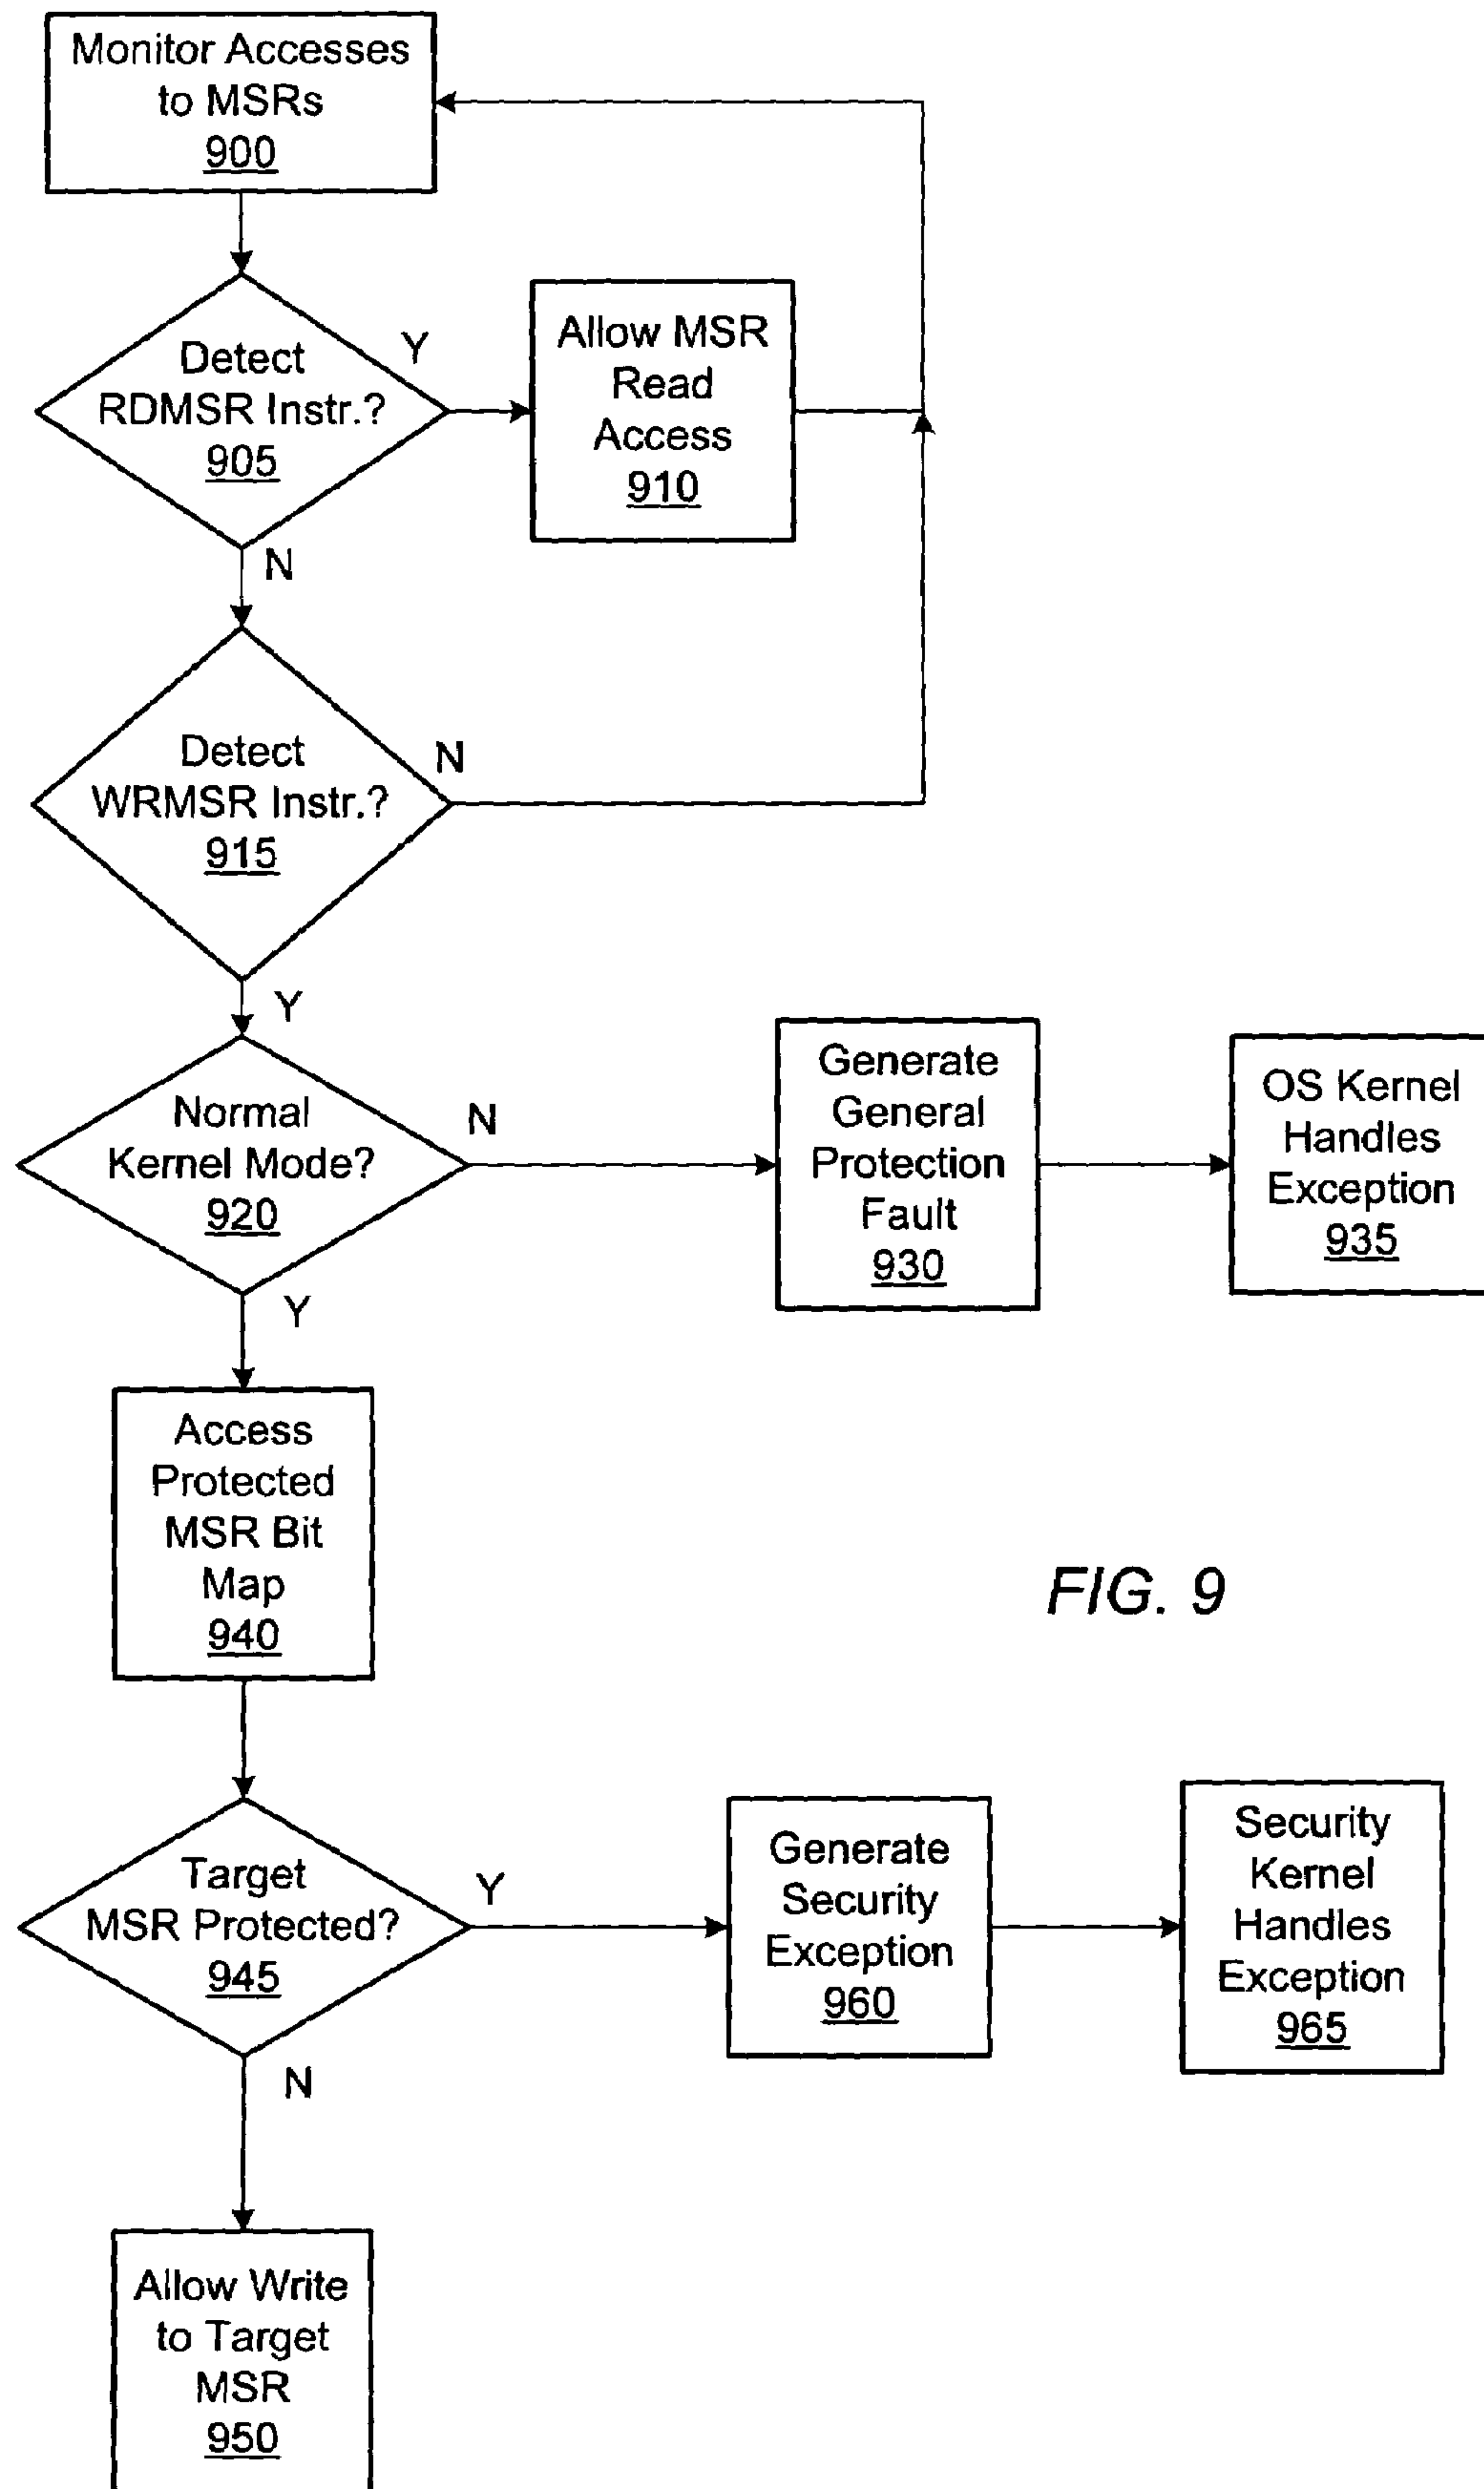 Monitor Accesses
to MSRs
900
Detect
RDMSR Instr.?
905
Y
N
Allow MSR
Read
Access
910
Detect
WRMSR Instr.?
915
N
Y
Normal
Kernel Mode?
920
N
Y
Generate
General
Protection
Fault
930
OS Kernel
Handles
Exception
935
Access
Protected
MSR Bit
Map
940
FIG. 9
Target
MSR Protected?
945
Y
N
Generate
Security
Exception
960
Security
Kernel
Handles
Exception
965
Allow Write
to Target
MSR
950